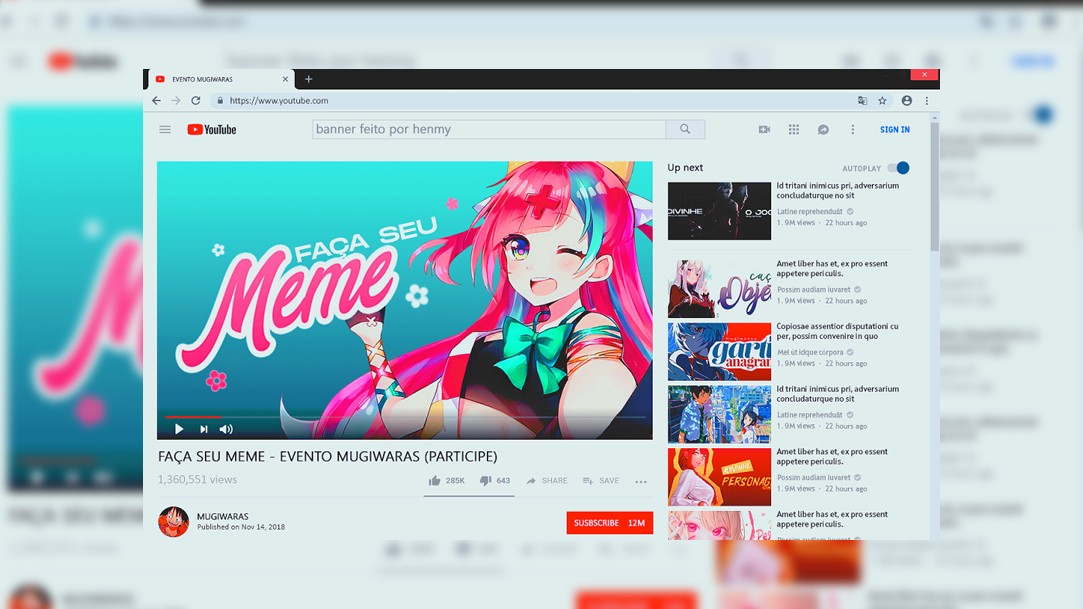 EVENTO MUGIWARAS
https://www.youtube.com
YouTube
banner feito por henmy
SIGN IN
FAÇA SEU
Meme
FAÇA SEU MEME - EVENTO MUGIWARAS (PARTICIPE)
1,360,551 views
285K
643
SHARE
SAVE
MUGIWARAS
Published on Nov 14, 2018
SUBSCRIBE 12M
Up next
AUTOPLAY
DIVINHE
O JOG
Id tritani inimicus pri, adversarium
concludaturque no sit
Latine reprehendušt
1.9M views · 22 hours ago
caç
Obje
Amet liber has et, ex pro essent
appetere periculis.
Possim audiam iuvaret
1.9M views · 22 hours ago
garti
anagram
Copiosae assentior disputationi cu
per, possim convenire in quo
Mel út idque corpora
1.9M views · 22 hours ago
Id tritani inimicus pri, adversarium
concludaturque no sit
Latine reprehendušt
1.9M views · 22 hours ago
ADIVINHE
PERSONAG
Amet liber has et, ex pro essent
appetere periculis.
Possim audiam iuvaret
1.9M views · 22 hours ago
Amet liber has et, ex pro essent
appetere periculis.
Possim audiam iuvaret